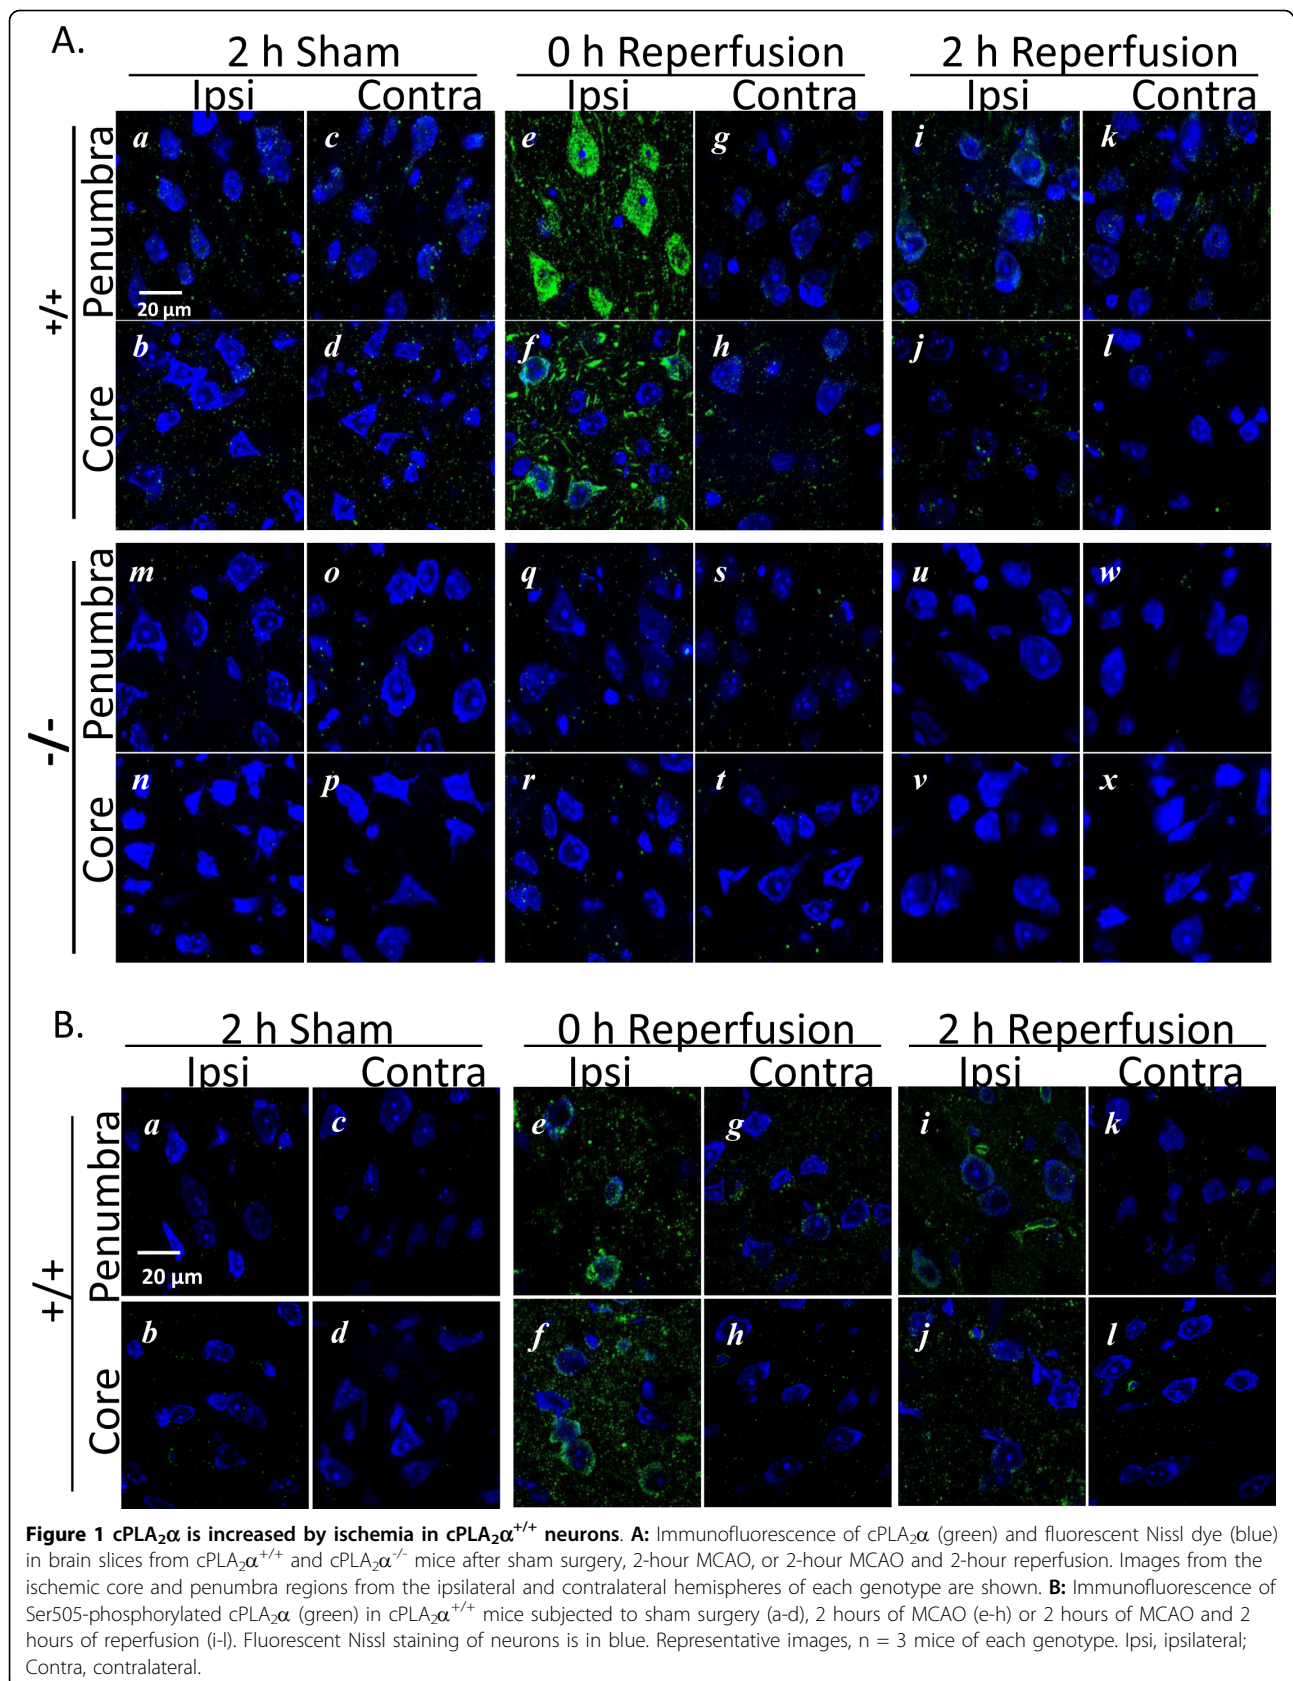 A.
2 h Sham 0 h Reperfusion 2 h Reperfusion
Ipsi Contra Ipsi Contra Ipsi Contra
+/+
Penumbra
a c e g i k
20 μm
Core
b d f h j l
-/-
Penumbra
m o q s u w
Core
n p r t v x
B.
2 h Sham 0 h Reperfusion 2 h Reperfusion
Ipsi Contra Ipsi Contra Ipsi Contra
+/+
Penumbra
a c e g i k
20 μm
Core
b d f h j l
Figure 1 cPLA₂α is increased by ischemia in cPLA₂α⁺/⁺ neurons. A: Immunofluorescence of cPLA₂α (green) and fluorescent Nissl dye (blue)
in brain slices from cPLA₂α⁺/⁺ and cPLA₂α⁻/⁻ mice after sham surgery, 2-hour MCAO, or 2-hour MCAO and 2-hour reperfusion. Images from the
ischemic core and penumbra regions from the ipsilateral and contralateral hemispheres of each genotype are shown. B: Immunofluorescence of
Ser505-phosphorylated cPLA₂α (green) in cPLA₂α⁺/⁺ mice subjected to sham surgery (a-d), 2 hours of MCAO (e-h) or 2 hours of MCAO and 2
hours of reperfusion (i-l). Fluorescent Nissl staining of neurons is in blue. Representative images, n = 3 mice of each genotype. Ipsi, ipsilateral;
Contra, contralateral.